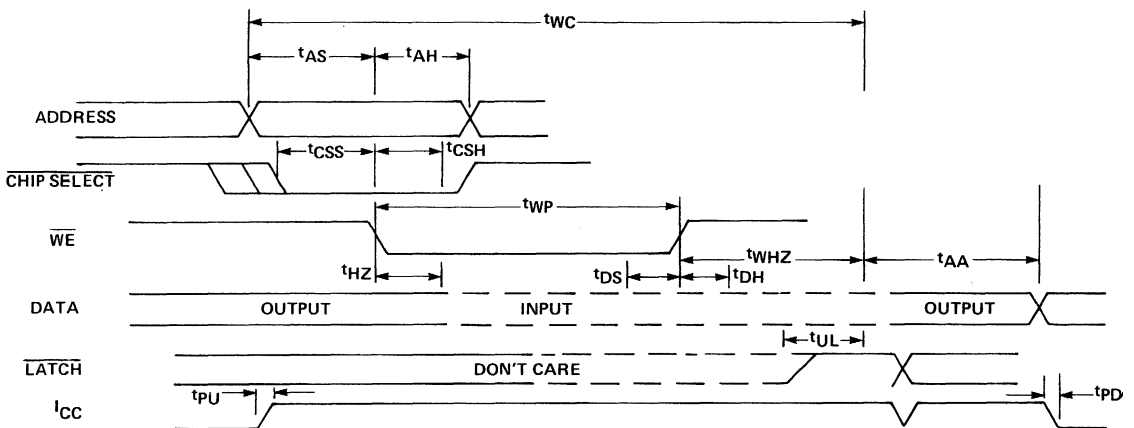 tWC
tAS tAH
ADDRESS
tCSS tCSH
CHIP SELECT
tWP
WE
tHZ tDS tDH tWHZ tAA
DATA OUTPUT INPUT OUTPUT
tUL
LATCH DON'T CARE
tPU tPD
ICC